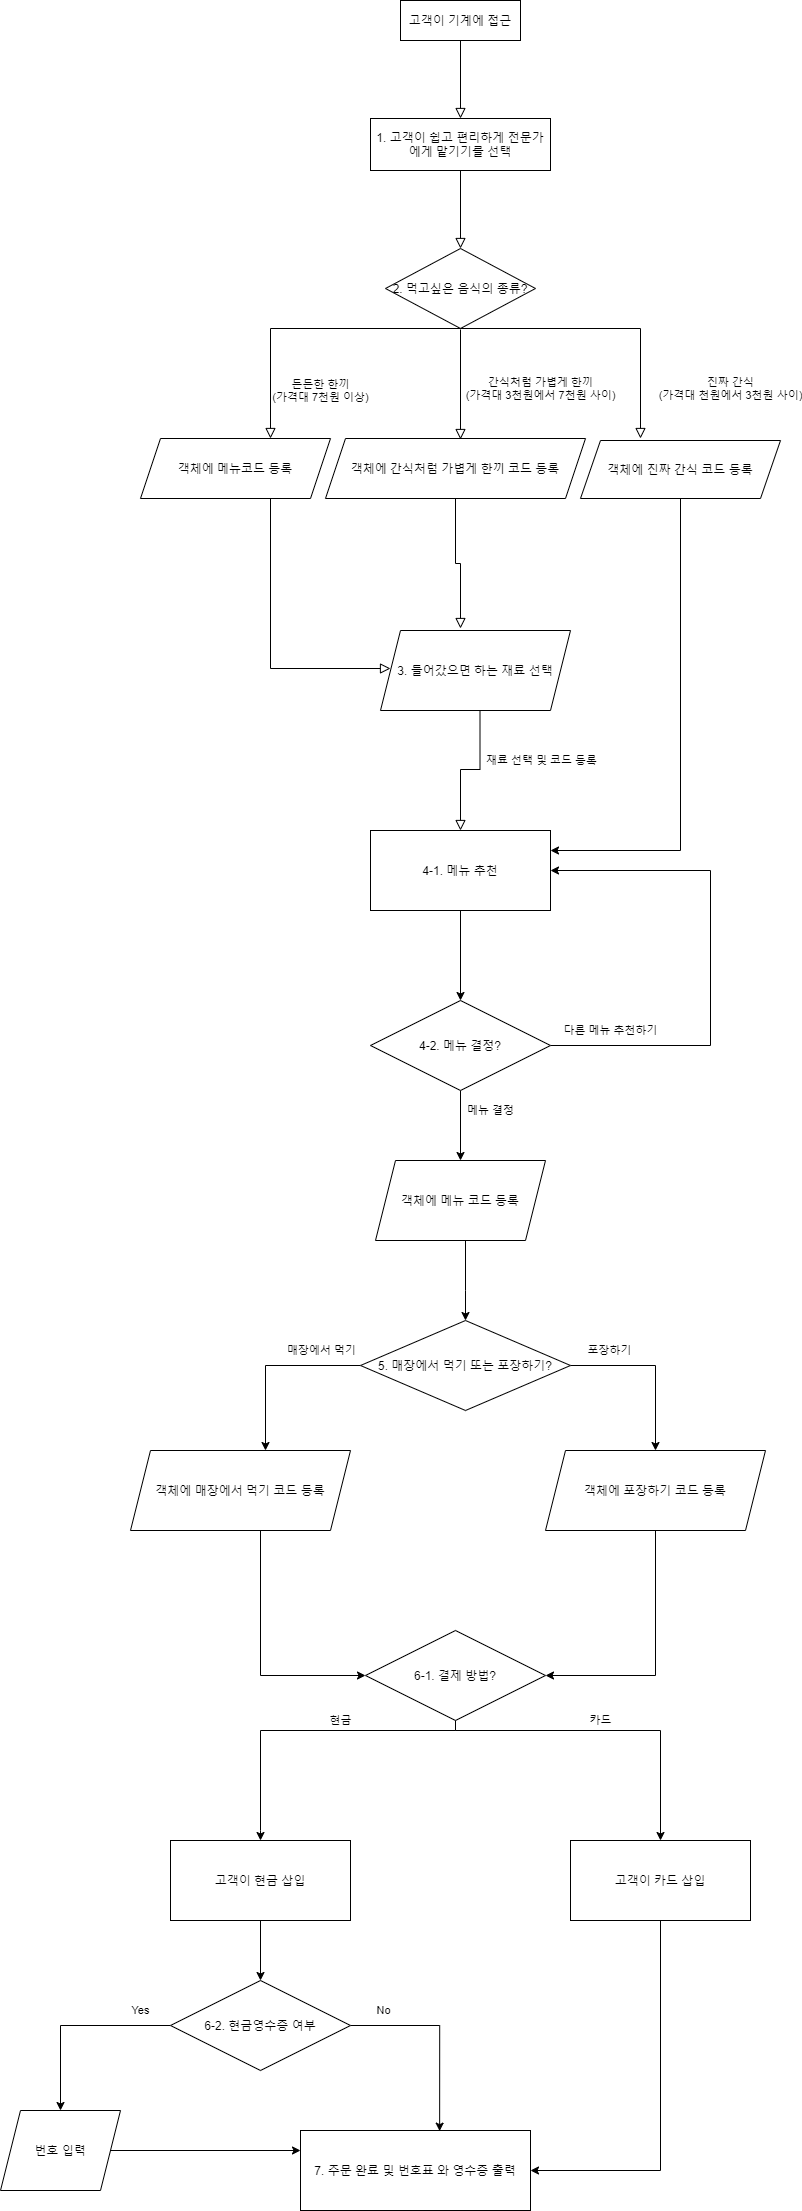 고객이 기계에 접근
1. 고객이 쉽고 편리하게 전문가
에게 맡기기를 선택
2. 먹고싶은 음식의 종류?
든든한 한끼
(가격대 7천원 이상)
간식처럼 가볍게 한끼
(가격대 3천원에서 7천원 사이)
진짜 간식
(가격대 천원에서 3천원 사이)
객체에 메뉴코드 등록
객체에 간식처럼 가볍게 한끼 코드 등록
객체에 진짜 간식 코드 등록
3. 들어갔으면 하는 재료 선택
재료 선택 및 코드 등록
4-1. 메뉴 추천
4-2. 메뉴 결정?
다른 메뉴 추천하기
메뉴 결정
객체에 메뉴 코드 등록
매장에서 먹기
5. 매장에서 먹기 또는 포장하기?
포장하기
객체에 매장에서 먹기 코드 등록
객체에 포장하기 코드 등록
6-1. 결제 방법?
현금
카드
고객이 현금 삽입
고객이 카드 삽입
Yes
6-2. 현금영수증 여부
No
번호 입력
7. 주문 완료 및 번호표 와 영수증 출력